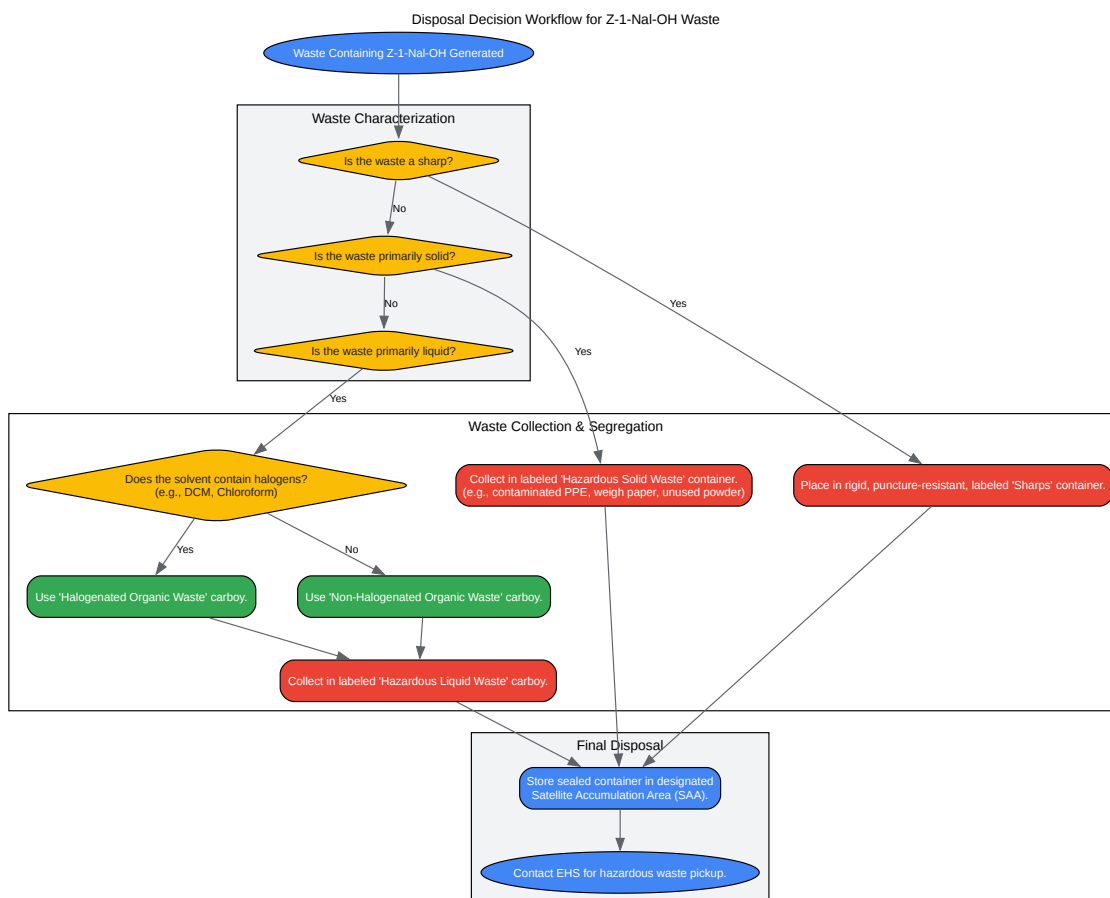 Disposal Decision Workflow for Z-1-Nal-OH Waste
Waste Containing Z-1-Nal-OH Generated
Waste Characterization
Is the waste a sharp?
No
Is the waste primarily solid?
No
Yes
Is the waste primarily liquid?
Yes
Yes
Waste Collection & Segregation
Does the solvent contain halogens?
(e.g., DCM, Chloroform)
Collect in labeled 'Hazardous Solid Waste' container.
(e.g., contaminated PPE, weigh paper, unused powder)
Place in rigid, puncture-resistant, labeled 'Sharps' container.
Yes
No
Use 'Halogenated Organic Waste' carboy.
Use 'Non-Halogenated Organic Waste' carboy.
Collect in labeled 'Hazardous Liquid Waste' carboy.
Final Disposal
Store sealed container in designated
Satellite Accumulation Area (SAA).
Contact EHS for hazardous waste pickup.